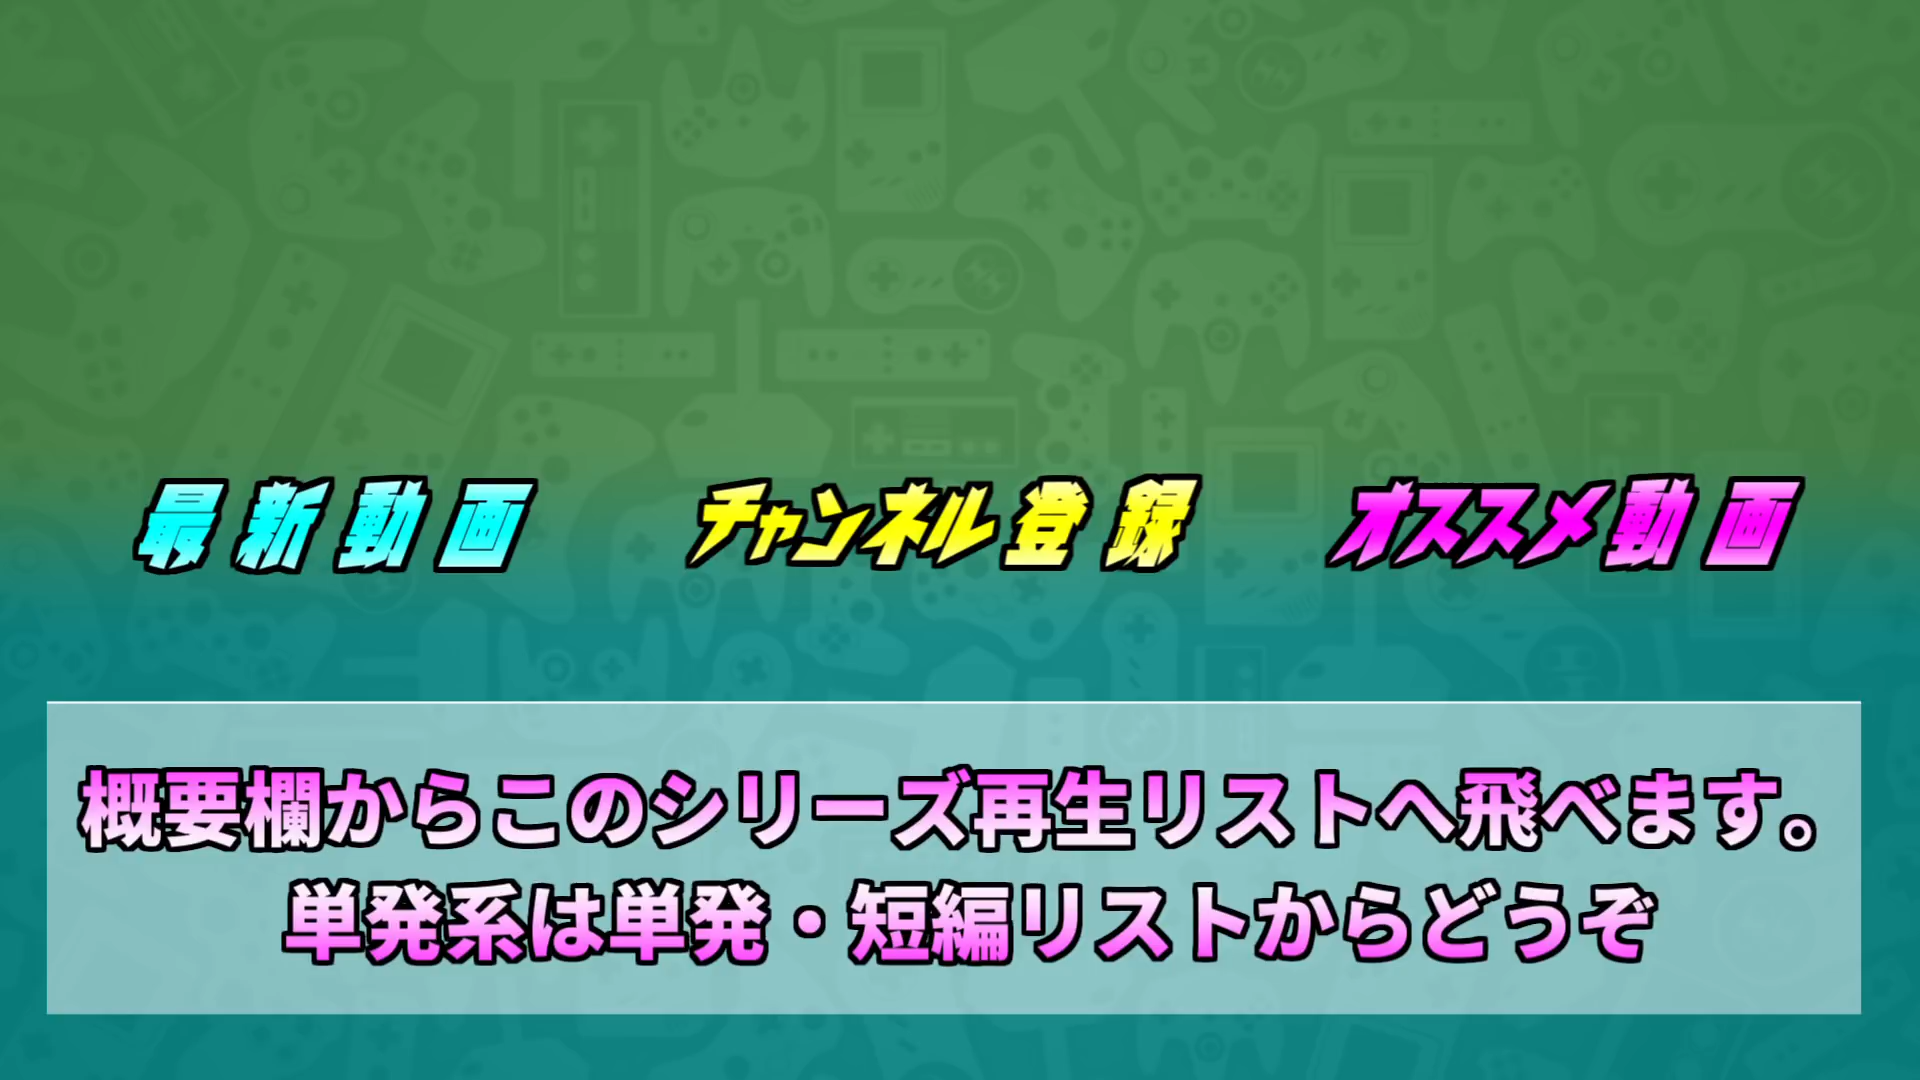 最新動画
チャンネル登録
オススメ動画
概要欄からこのシリーズ再生リストへ飛べます。
単発系は単発・短編リストからどうぞ